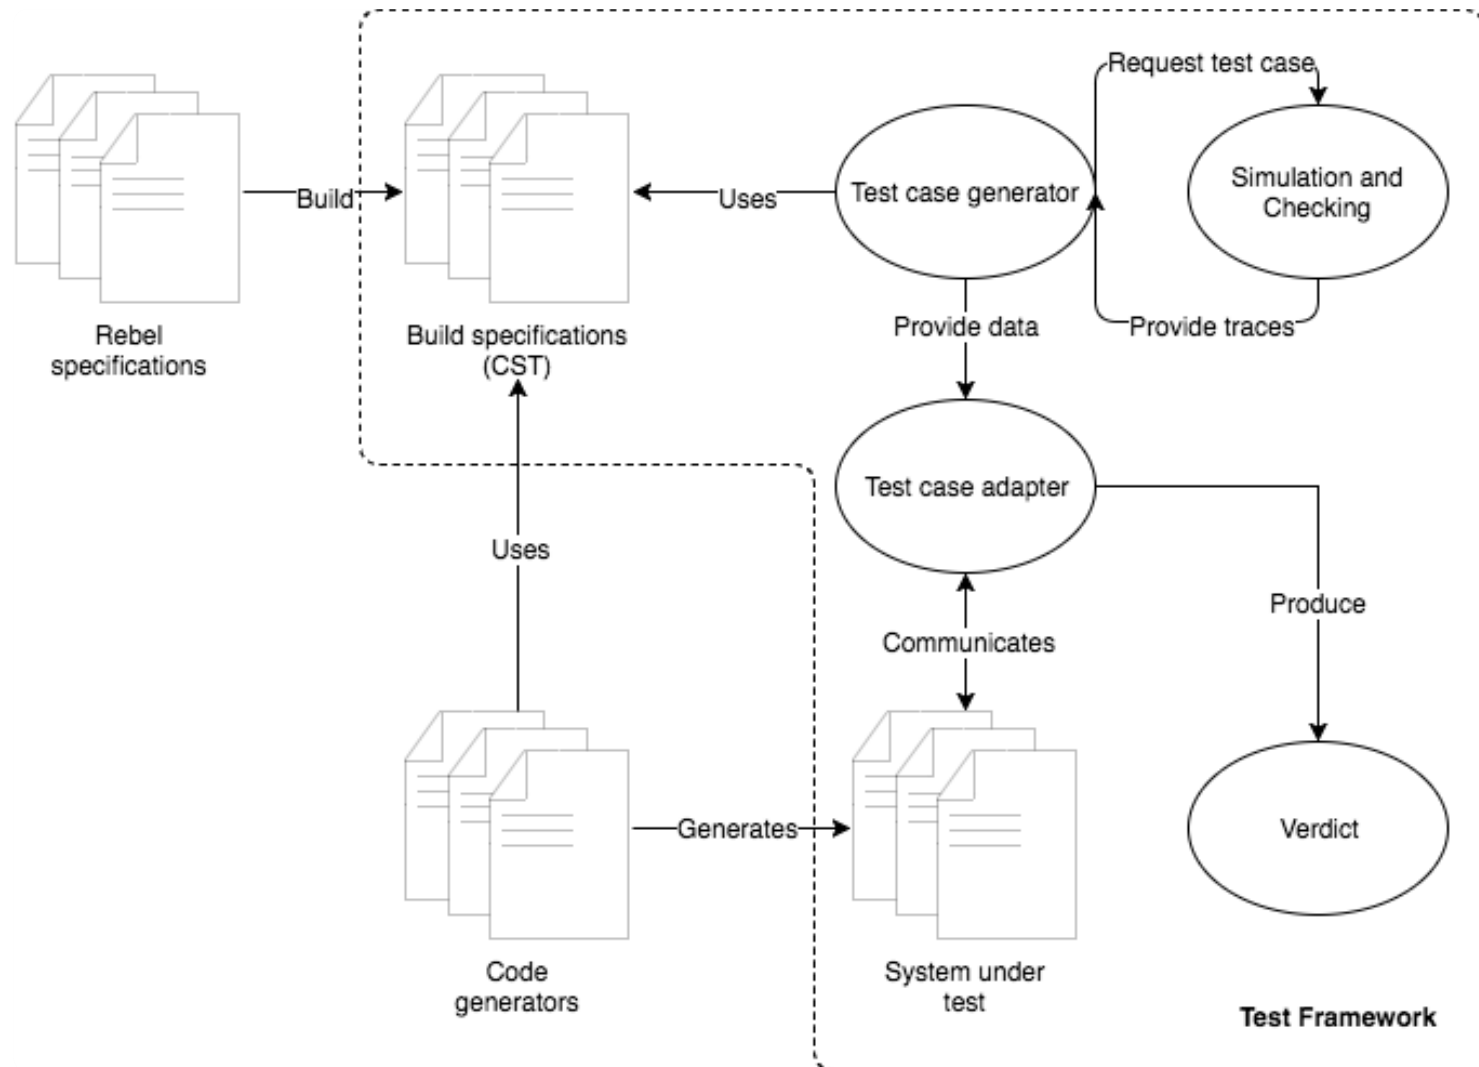 Request test case
Test case generator
Simulation and
Checking
Build
Uses
Provide data
Provide traces
Rebel
specifications
Build specifications
(CST)
Test case adapter
Uses
Produce
Communicates
Generates
Verdict
Code
generators
System under
test
Test Framework